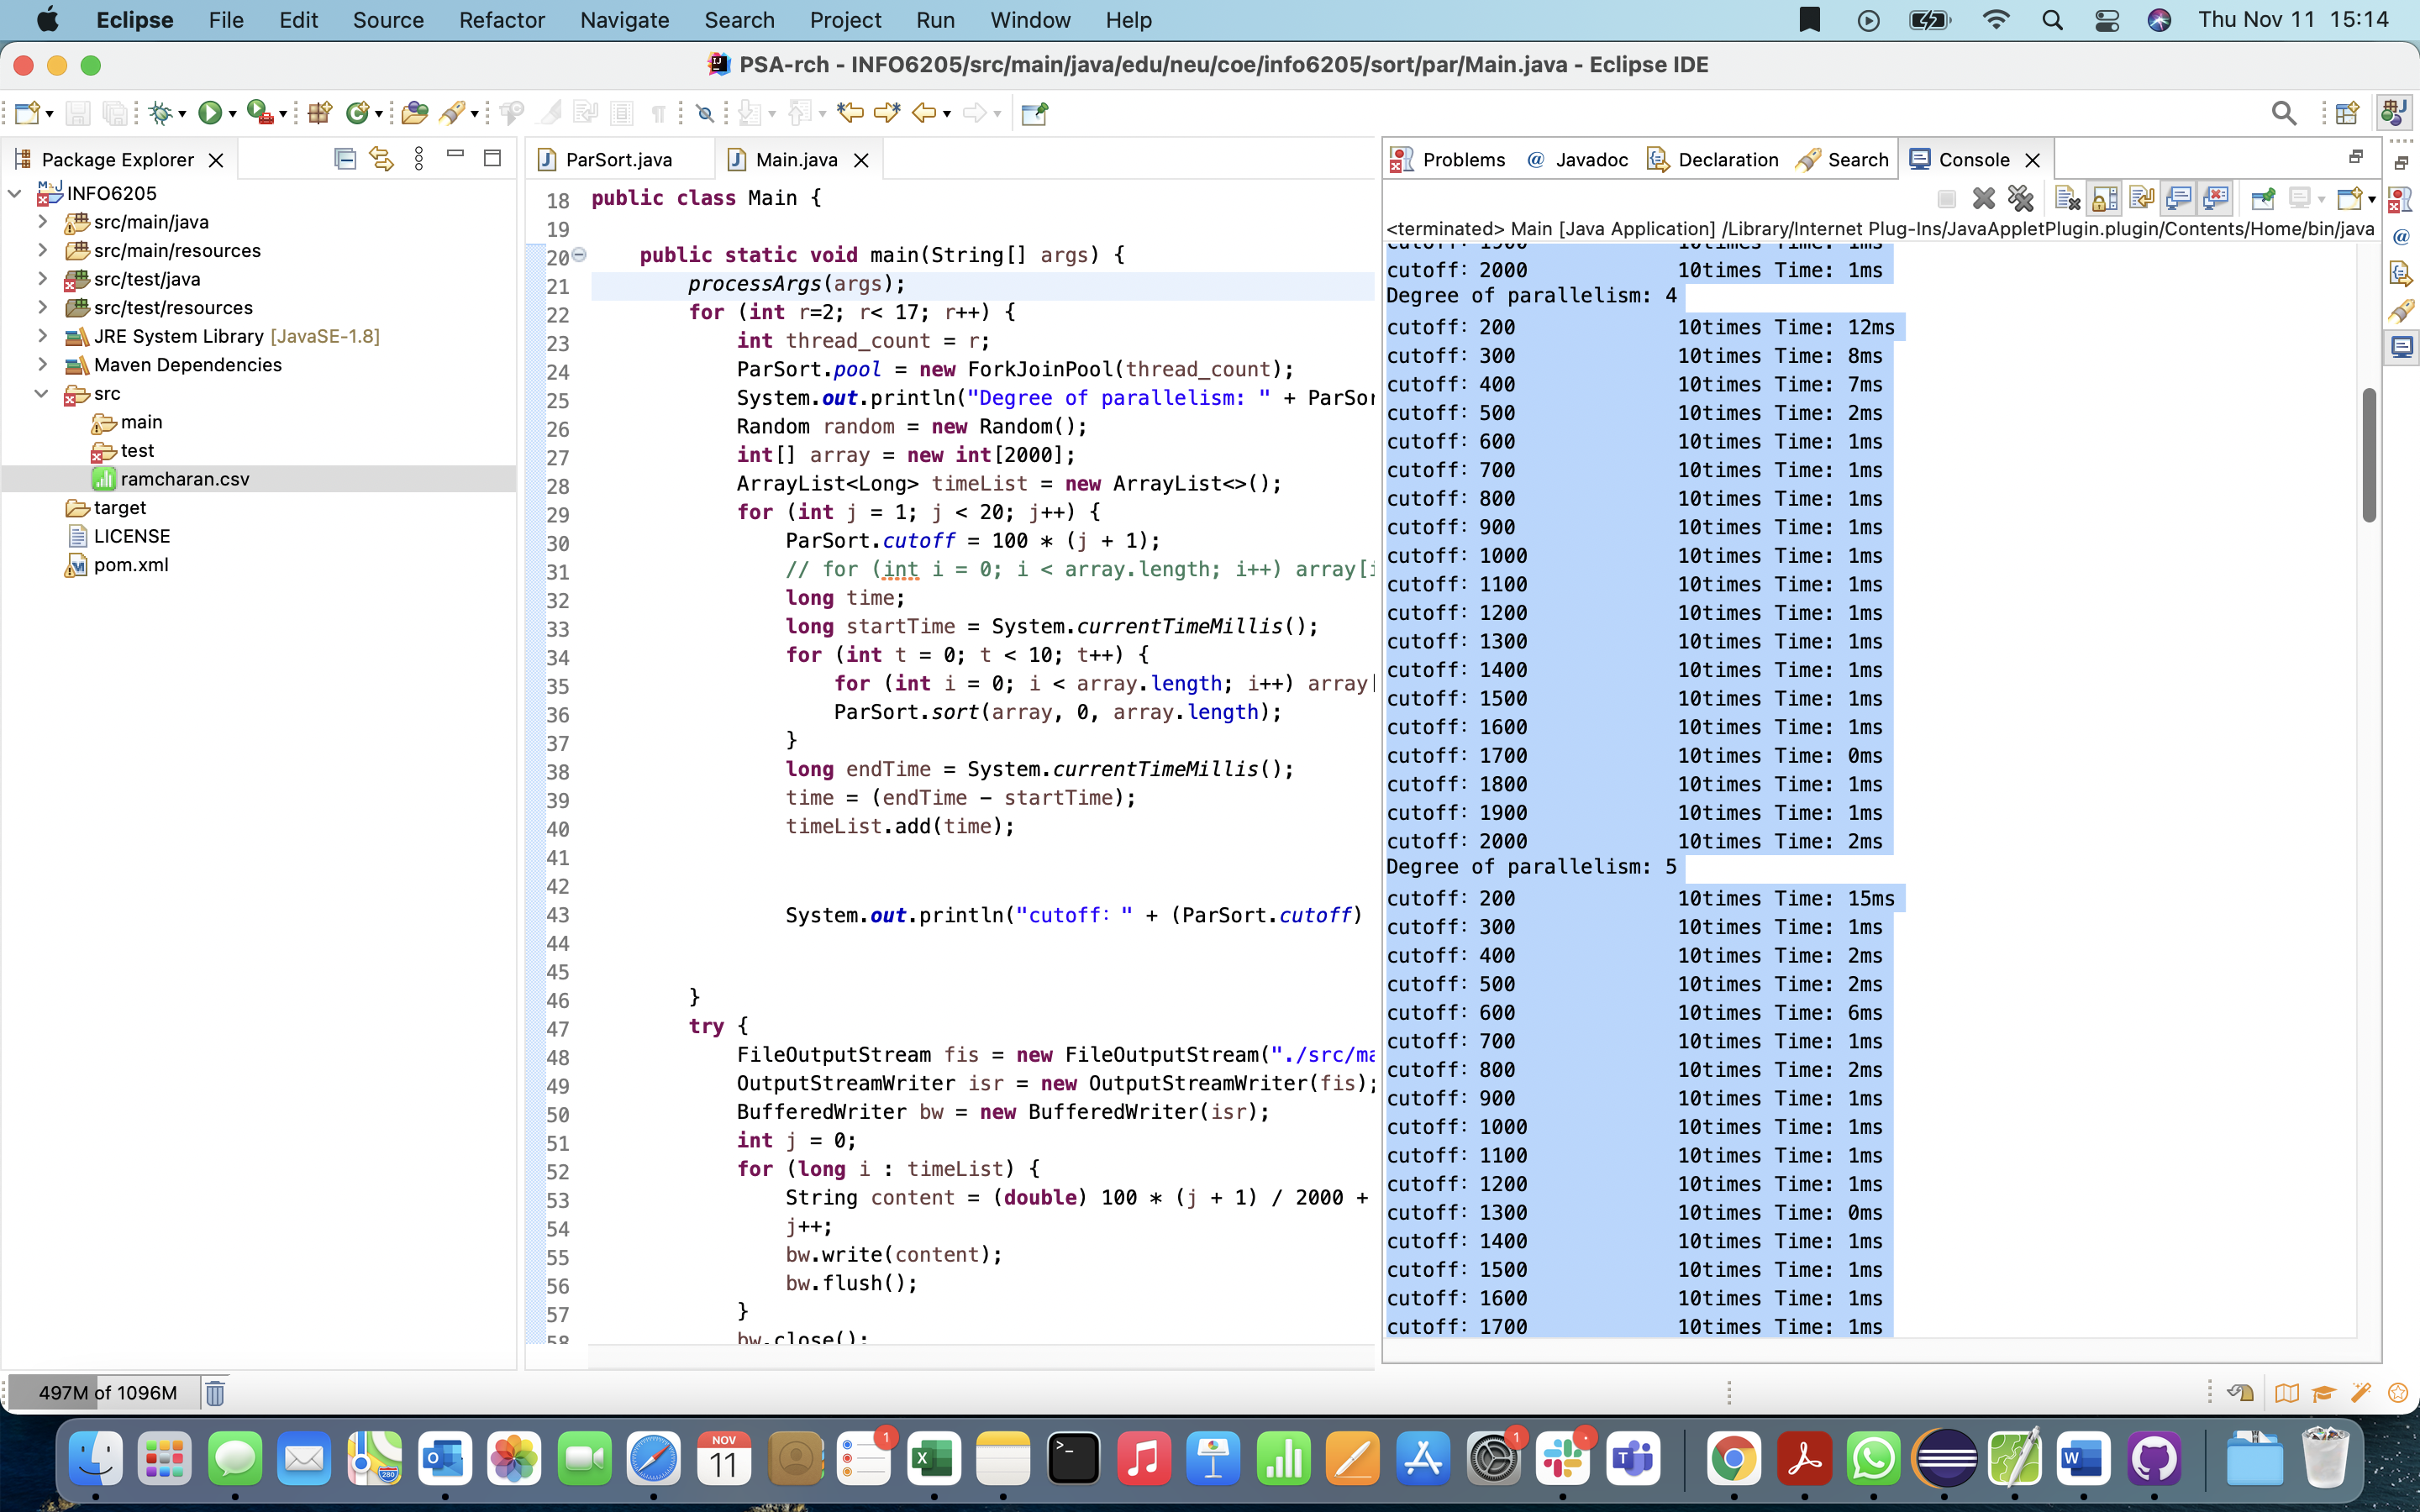 Eclipse File Edit Source Refactor Navigate Search Project Run Window Help Thu Nov 11 15:14
PSA-rch - INFO6205/src/main/java/edu/neu/coe/info6205/sort/par/Main.java - Eclipse IDE
Package Explorer
INFO6205
src/main/java
src/main/resources
src/test/java
src/test/resources
JRE System Library [JavaSE-1.8]
Maven Dependencies
src
main
test
ramcharan.csv
target
LICENSE
pom.xml
ParSort.java Main.java
18 public class Main {
19
20 public static void main(String[] args) {
21 processArgs(args);
22 for (int r=2; r< 17; r++) {
23 int thread_count = r;
24 ParSort.pool = new ForkJoinPool(thread_count);
25 System.out.println("Degree of parallelism: " + ParSor
26 Random random = new Random();
27 int[] array = new int[2000];
28 ArrayList<Long> timeList = new ArrayList<>();
29 for (int j = 1; j < 20; j++) {
30 ParSort.cutoff = 100 * (j + 1);
31 // for (int i = 0; i < array.length; i++) array[i
32 long time;
33 long startTime = System.currentTimeMillis();
34 for (int t = 0; t < 10; t++) {
35 for (int i = 0; i < array.length; i++) array[
36 ParSort.sort(array, 0, array.length);
37 }
38 long endTime = System.currentTimeMillis();
39 time = (endTime - startTime);
40 timeList.add(time);
41
42
43 System.out.println("cutoff: " + (ParSort.cutoff)
44
45
46 }
47 try {
48 FileOutputStream fis = new FileOutputStream("./src/ma
49 OutputStreamWriter isr = new OutputStreamWriter(fis);
50 BufferedWriter bw = new BufferedWriter(isr);
51 int j = 0;
52 for (long i : timeList) {
53 String content = (double) 100 * (j + 1) / 2000 +
54 j++;
55 bw.write(content);
56 bw.flush();
57 }
58 bw.close();
Problems Javadoc Declaration Search Console
<terminated> Main [Java Application] /Library/Internet Plug-Ins/JavaAppletPlugin.plugin/Contents/Home/bin/java
cutoff: 1900 10times Time: 1ms
cutoff: 2000 10times Time: 1ms
Degree of parallelism: 4
cutoff: 200 10times Time: 12ms
cutoff: 300 10times Time: 8ms
cutoff: 400 10times Time: 7ms
cutoff: 500 10times Time: 2ms
cutoff: 600 10times Time: 1ms
cutoff: 700 10times Time: 1ms
cutoff: 800 10times Time: 1ms
cutoff: 900 10times Time: 1ms
cutoff: 1000 10times Time: 1ms
cutoff: 1100 10times Time: 1ms
cutoff: 1200 10times Time: 1ms
cutoff: 1300 10times Time: 1ms
cutoff: 1400 10times Time: 1ms
cutoff: 1500 10times Time: 1ms
cutoff: 1600 10times Time: 1ms
cutoff: 1700 10times Time: 0ms
cutoff: 1800 10times Time: 1ms
cutoff: 1900 10times Time: 1ms
cutoff: 2000 10times Time: 2ms
Degree of parallelism: 5
cutoff: 200 10times Time: 15ms
cutoff: 300 10times Time: 1ms
cutoff: 400 10times Time: 2ms
cutoff: 500 10times Time: 2ms
cutoff: 600 10times Time: 6ms
cutoff: 700 10times Time: 1ms
cutoff: 800 10times Time: 2ms
cutoff: 900 10times Time: 1ms
cutoff: 1000 10times Time: 1ms
cutoff: 1100 10times Time: 1ms
cutoff: 1200 10times Time: 1ms
cutoff: 1300 10times Time: 0ms
cutoff: 1400 10times Time: 1ms
cutoff: 1500 10times Time: 1ms
cutoff: 1600 10times Time: 1ms
cutoff: 1700 10times Time: 1ms
497M of 1096M
NOV
11
1
1